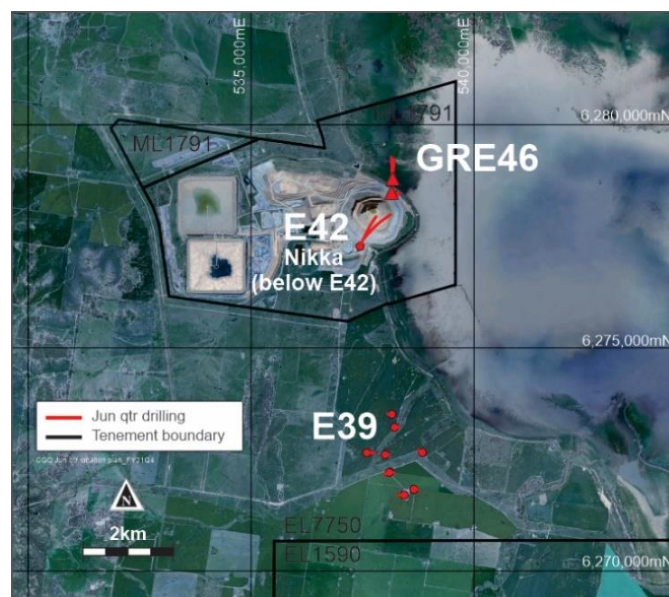 535,000mE
540,000mE
6,280,000mN
ML1791
GRE46
E42
Nikka
(below E42)
6,275,000mN
E39
Jun qtr drilling
Tenement boundary
N
2km
EL7750
EL1590
6,270,000mN